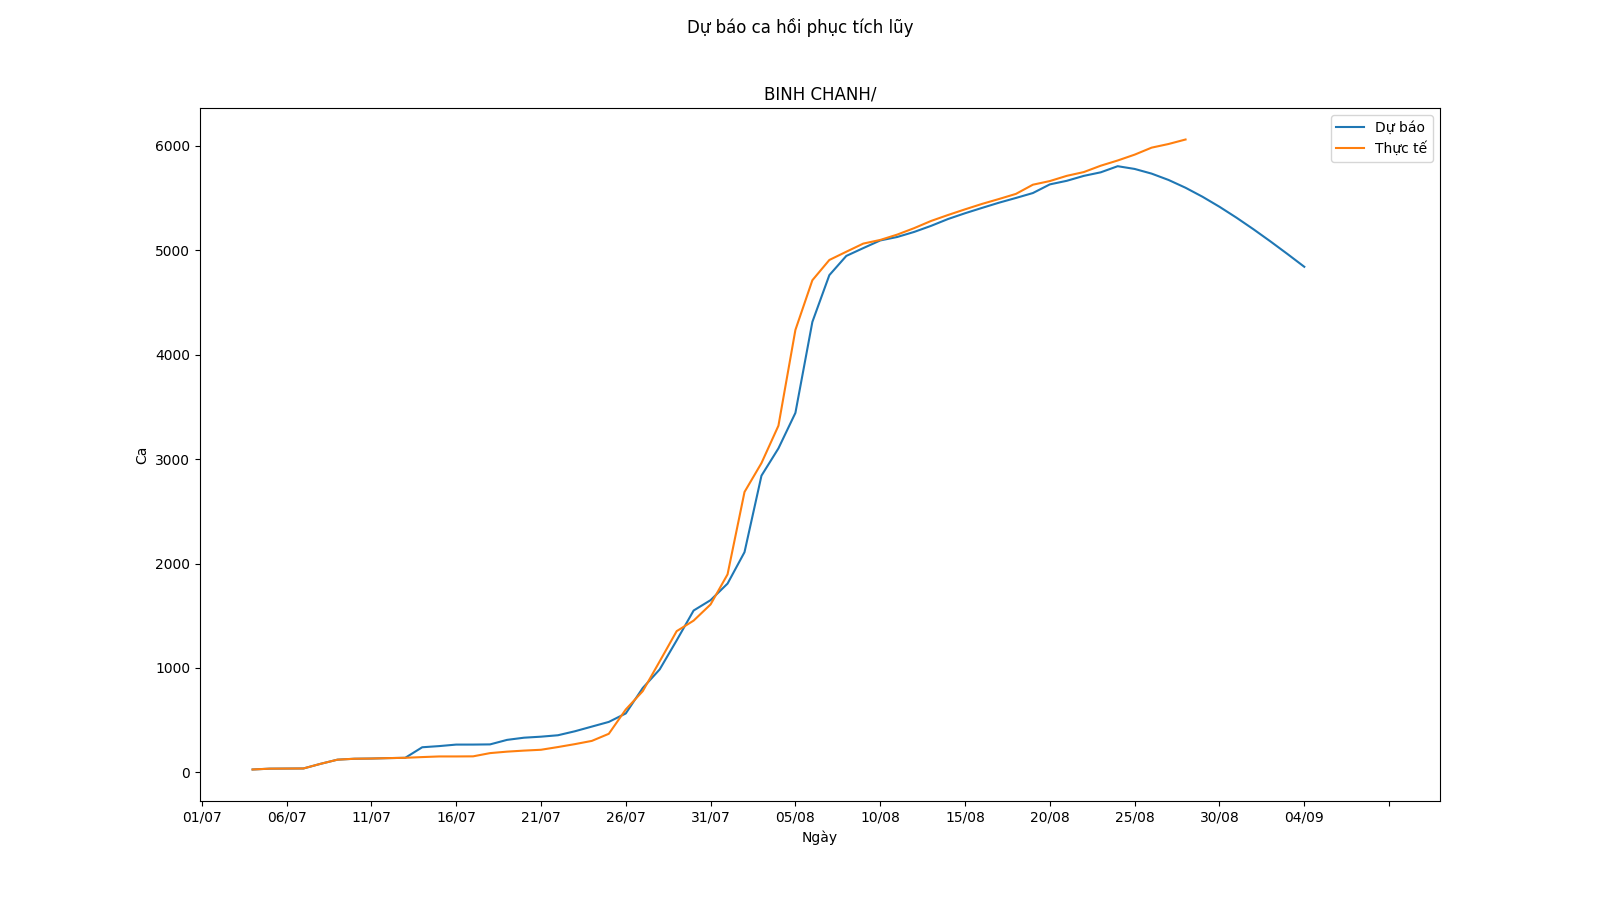 Dự báo ca hồi phục tích lũy
BINH CHANH/
Dự báo
Thực tế
6000
5000
4000
3000
2000
1000
0
Ca
01/07 06/07 11/07 16/07 21/07 26/07 31/07 05/08 10/08 15/08 20/08 25/08 30/08 04/09
Ngày